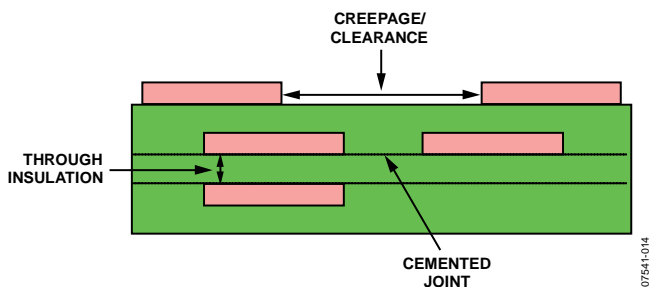 CREEPAGE/
CLEARANCE
THROUGH
INSULATION
CEMENTED
JOINT
07541-014